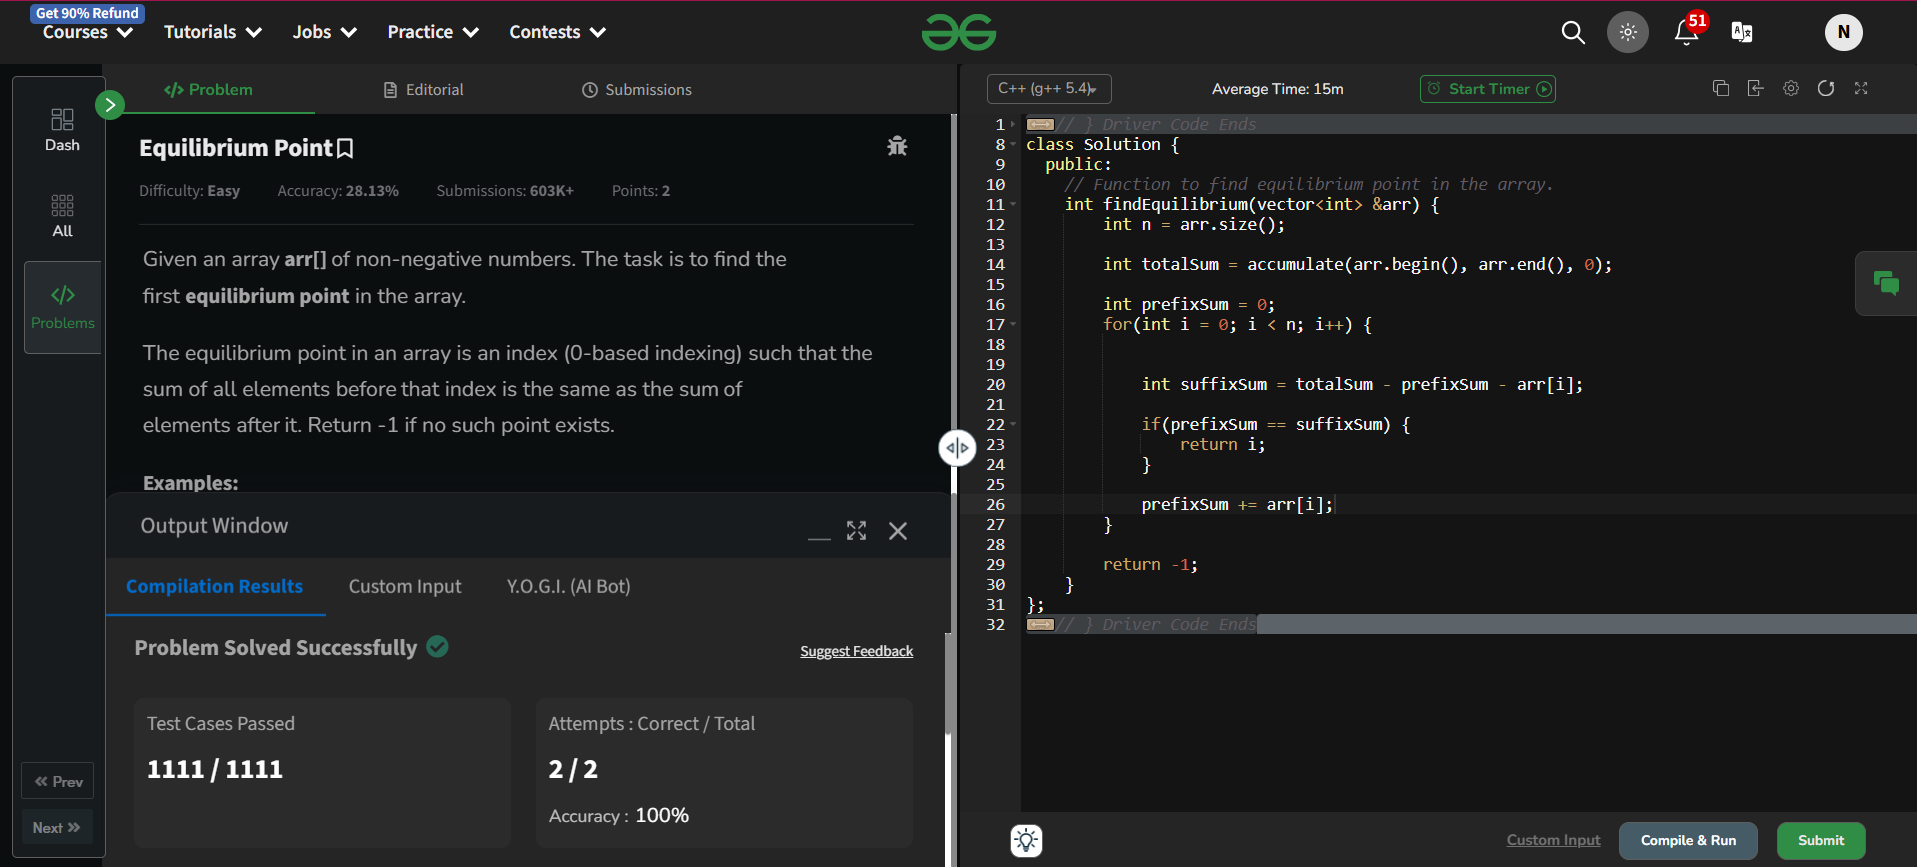 Get 90% Refund
Courses Tutorials Jobs Practice Contests
51
N
Dash
All
Problems
Prev
Next
Problem Editorial Submissions
Equilibrium Point
Difficulty: Easy Accuracy: 28.13% Submissions: 603K+ Points: 2
Given an array arr[] of non-negative numbers. The task is to find the
first equilibrium point in the array.
The equilibrium point in an array is an index (0-based indexing) such that the
sum of all elements before that index is the same as the sum of
elements after it. Return -1 if no such point exists.
Examples:
Output Window
Compilation Results Custom Input Y.O.G.I. (AI Bot)
Problem Solved Successfully
Suggest Feedback
Test Cases Passed
1111 / 1111
Attempts : Correct / Total
2 / 2
Accuracy : 100%
C++ (g++ 5.4) Average Time: 15m Start Timer
1 // } Driver Code Ends
8 class Solution {
9 public:
10 // Function to find equilibrium point in the array.
11 int findEquilibrium(vector<int> &arr) {
12 int n = arr.size();
13
14 int totalSum = accumulate(arr.begin(), arr.end(), 0);
15
16 int prefixSum = 0;
17 for(int i = 0; i < n; i++) {
18
19
20 int suffixSum = totalSum - prefixSum - arr[i];
21
22 if(prefixSum == suffixSum) {
23 return i;
24 }
25
26 prefixSum += arr[i];
27 }
28
29 return -1;
30 }
31 };
32 // } Driver Code Ends
Custom Input Compile & Run Submit